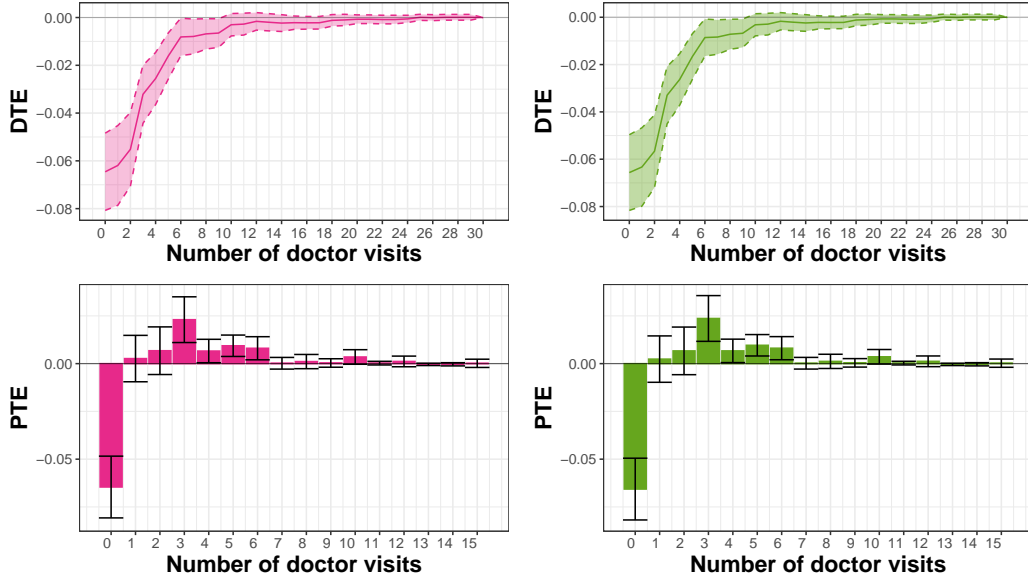 0.00
−0.02
−0.04
−0.06
−0.08
DTE
0 2 4 6 8 10 12 14 16 18 20 22 24 26 28 30
Number of doctor visits
0.00
−0.02
−0.04
−0.06
−0.08
DTE
0 2 4 6 8 10 12 14 16 18 20 22 24 26 28 30
Number of doctor visits
0.00
−0.05
PTE
0 1 2 3 4 5 6 7 8 9 10 11 12 13 14 15
Number of doctor visits
0.00
−0.05
PTE
0 1 2 3 4 5 6 7 8 9 10 11 12 13 14 15
Number of doctor visits